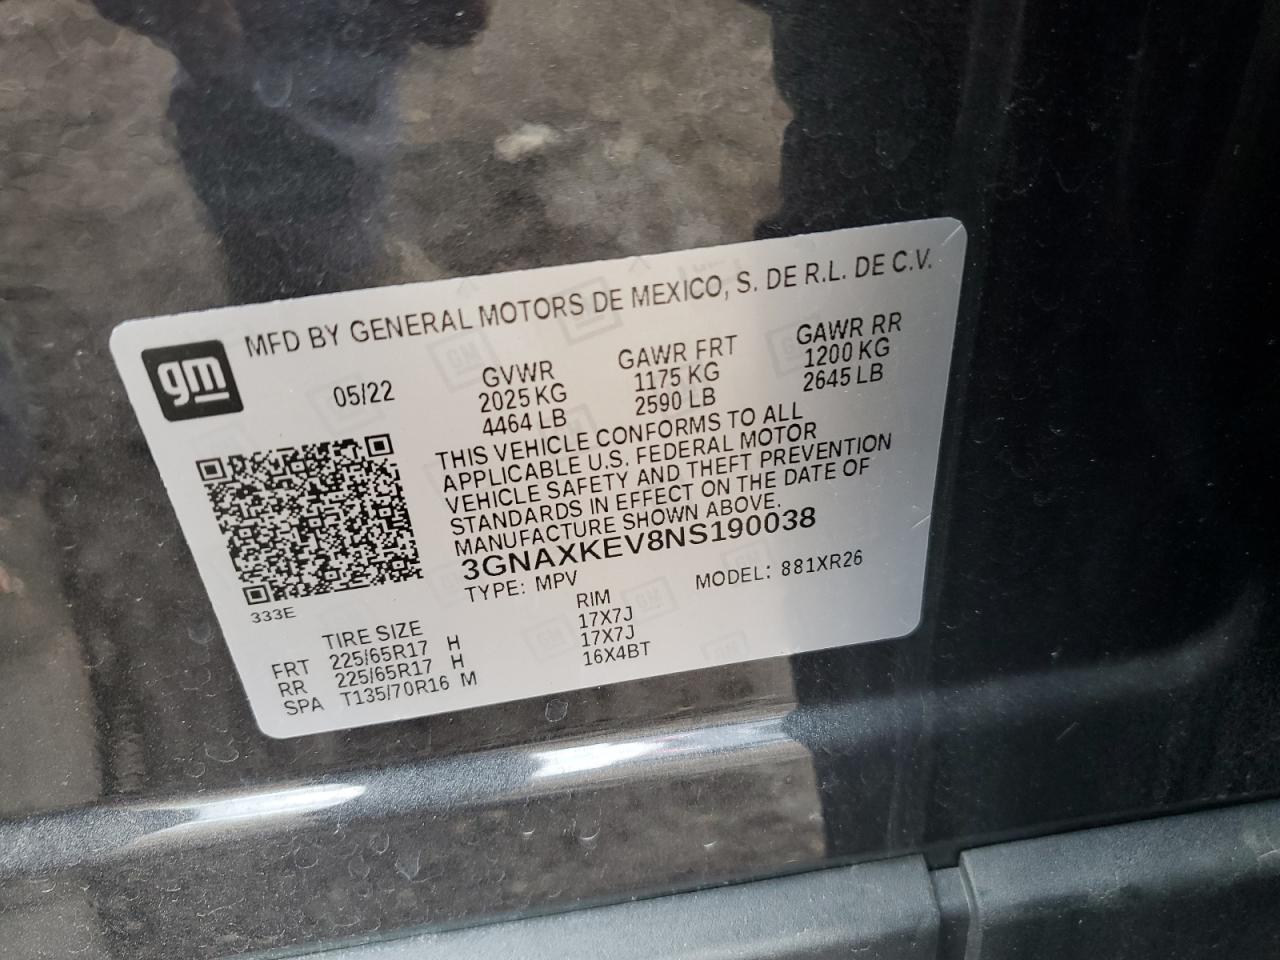 MFD BY GENERAL MOTORS DE MEXICO, S. DE R.L. DE C.V.
gm
05/22
GVWR GAWR FRT GAWR RR
2025 KG 1175 KG 1200 KG
4464 LB 2590 LB 2645 LB
THIS VEHICLE CONFORMS TO ALL
APPLICABLE U.S. FEDERAL MOTOR
VEHICLE SAFETY AND THEFT PREVENTION
STANDARDS IN EFFECT ON THE DATE OF
MANUFACTURE SHOWN ABOVE.
3GNAXKEV8NS190038
TYPE: MPV MODEL: 881XR26
333E
TIRE SIZE RIM
FRT 225/65R17 H 17X7J
RR 225/65R17 H 17X7J
SPA T135/70R16 M 16X4BT